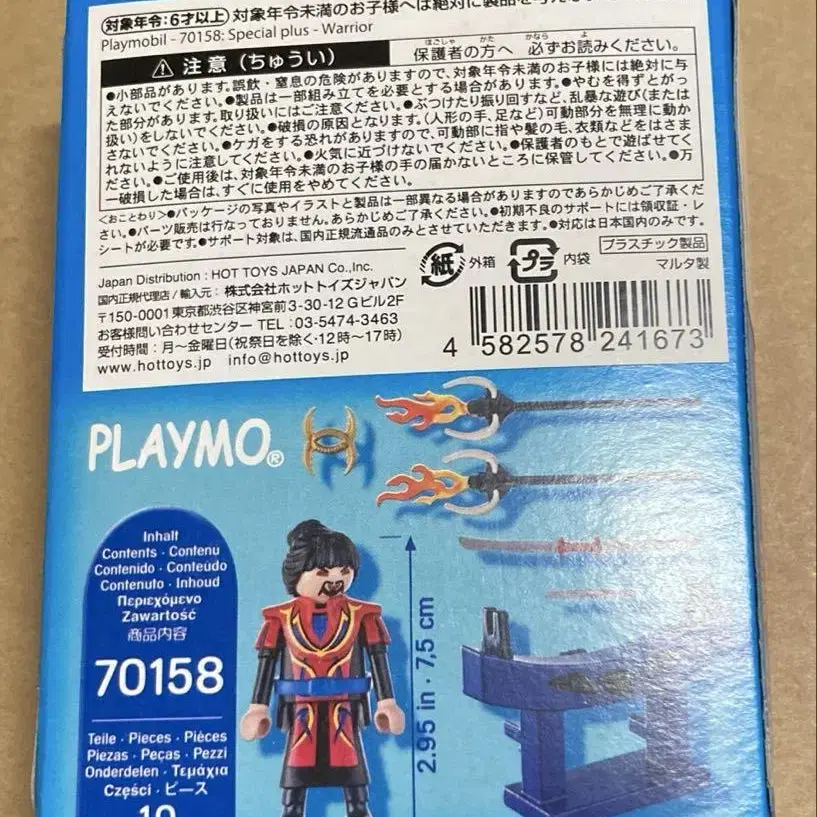 対象年令:6才以上 対象年令未満のお子様へは絶対に製品を
Playmobil - 70158: Special plus - Warrior
注意（ちゅうい）
保護者の方へ 必ずお読みください。
●小部品があります。誤飲・窒息の危険がありますので、対象年令未満のお子様には絶対に与
えないでください。●製品は一部組み立てを必要とする場合があります。●やむを得ずとがっ
た部分があります。取り扱いにはご注意ください。●ぶつけたり振り回すなど、乱暴な遊び(または
扱い)をしないでください。●破損の原因となります。(人形の手、足など)可動部分を無理に動か
さないでください。●ケガをする恐れがありますので、可動部に指や髪の毛、衣類などをはさま
れないように注意してください。●火気に近づけないでください。●保護者のもとで遊ばせてく
ださい。●ご使用後は、対象年令未満のお子様の手の届かないところに保管してください。●万
一破損した場合は、すぐに使用をやめてください。
〈おことわり〉●パッケージの写真やイラストと製品は一部異なる場合がありますのであらかじめご了承くだ
さい。●パーツ販売は行なっておりません。あらかじめご了承ください。●初期不良のサポートには領収証・レ
シートが必要です。●サポート対象は、国内正規流通品のみとさせていただきます。●対応は日本国内のみです。
紙 外箱 プラ 内袋 プラスチック製品
マルタ製
Japan Distribution : HOT TOYS JAPAN Co.,Inc.
国内正規代理店 / 輸入元 : 株式会社ホットトイズジャパン
〒150-0001 東京都渋谷区神宮前3-30-12 Gビル2F
お客様問い合わせセンター TEL : 03-5474-3463
受付時間：月～金曜日(祝祭日を除く・12時～17時)
www.hottoys.jp info@hottoys.jp
4 582578 241673
PLAYMO®
Inhalt
Contents · Contenu
Contenido · Conteúdo
Contenuto · Inhoud
Περιεχόμενο
Zawartość
商品内容
70158
Teile · Pieces · Pièces
Piezas · Peças · Pezzi
Onderdelen · Τεμάχια
Części · ピース
10
2.95 in · 7,5 cm